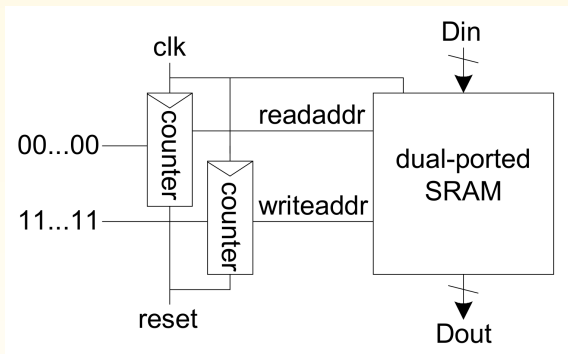 clk
Din
counter
readaddr
00...00
dual-ported
SRAM
counter
11...11
writeaddr
reset
Dout